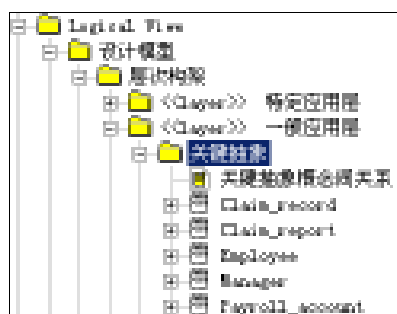 Logical View
设计模型
层次构架
<<layer>> 特定应用层
<<layer>> 一般应用层
关键抽象
关键抽象概念间关系
Claim_record
Claim_report
Employee
Manager
Payroll_account